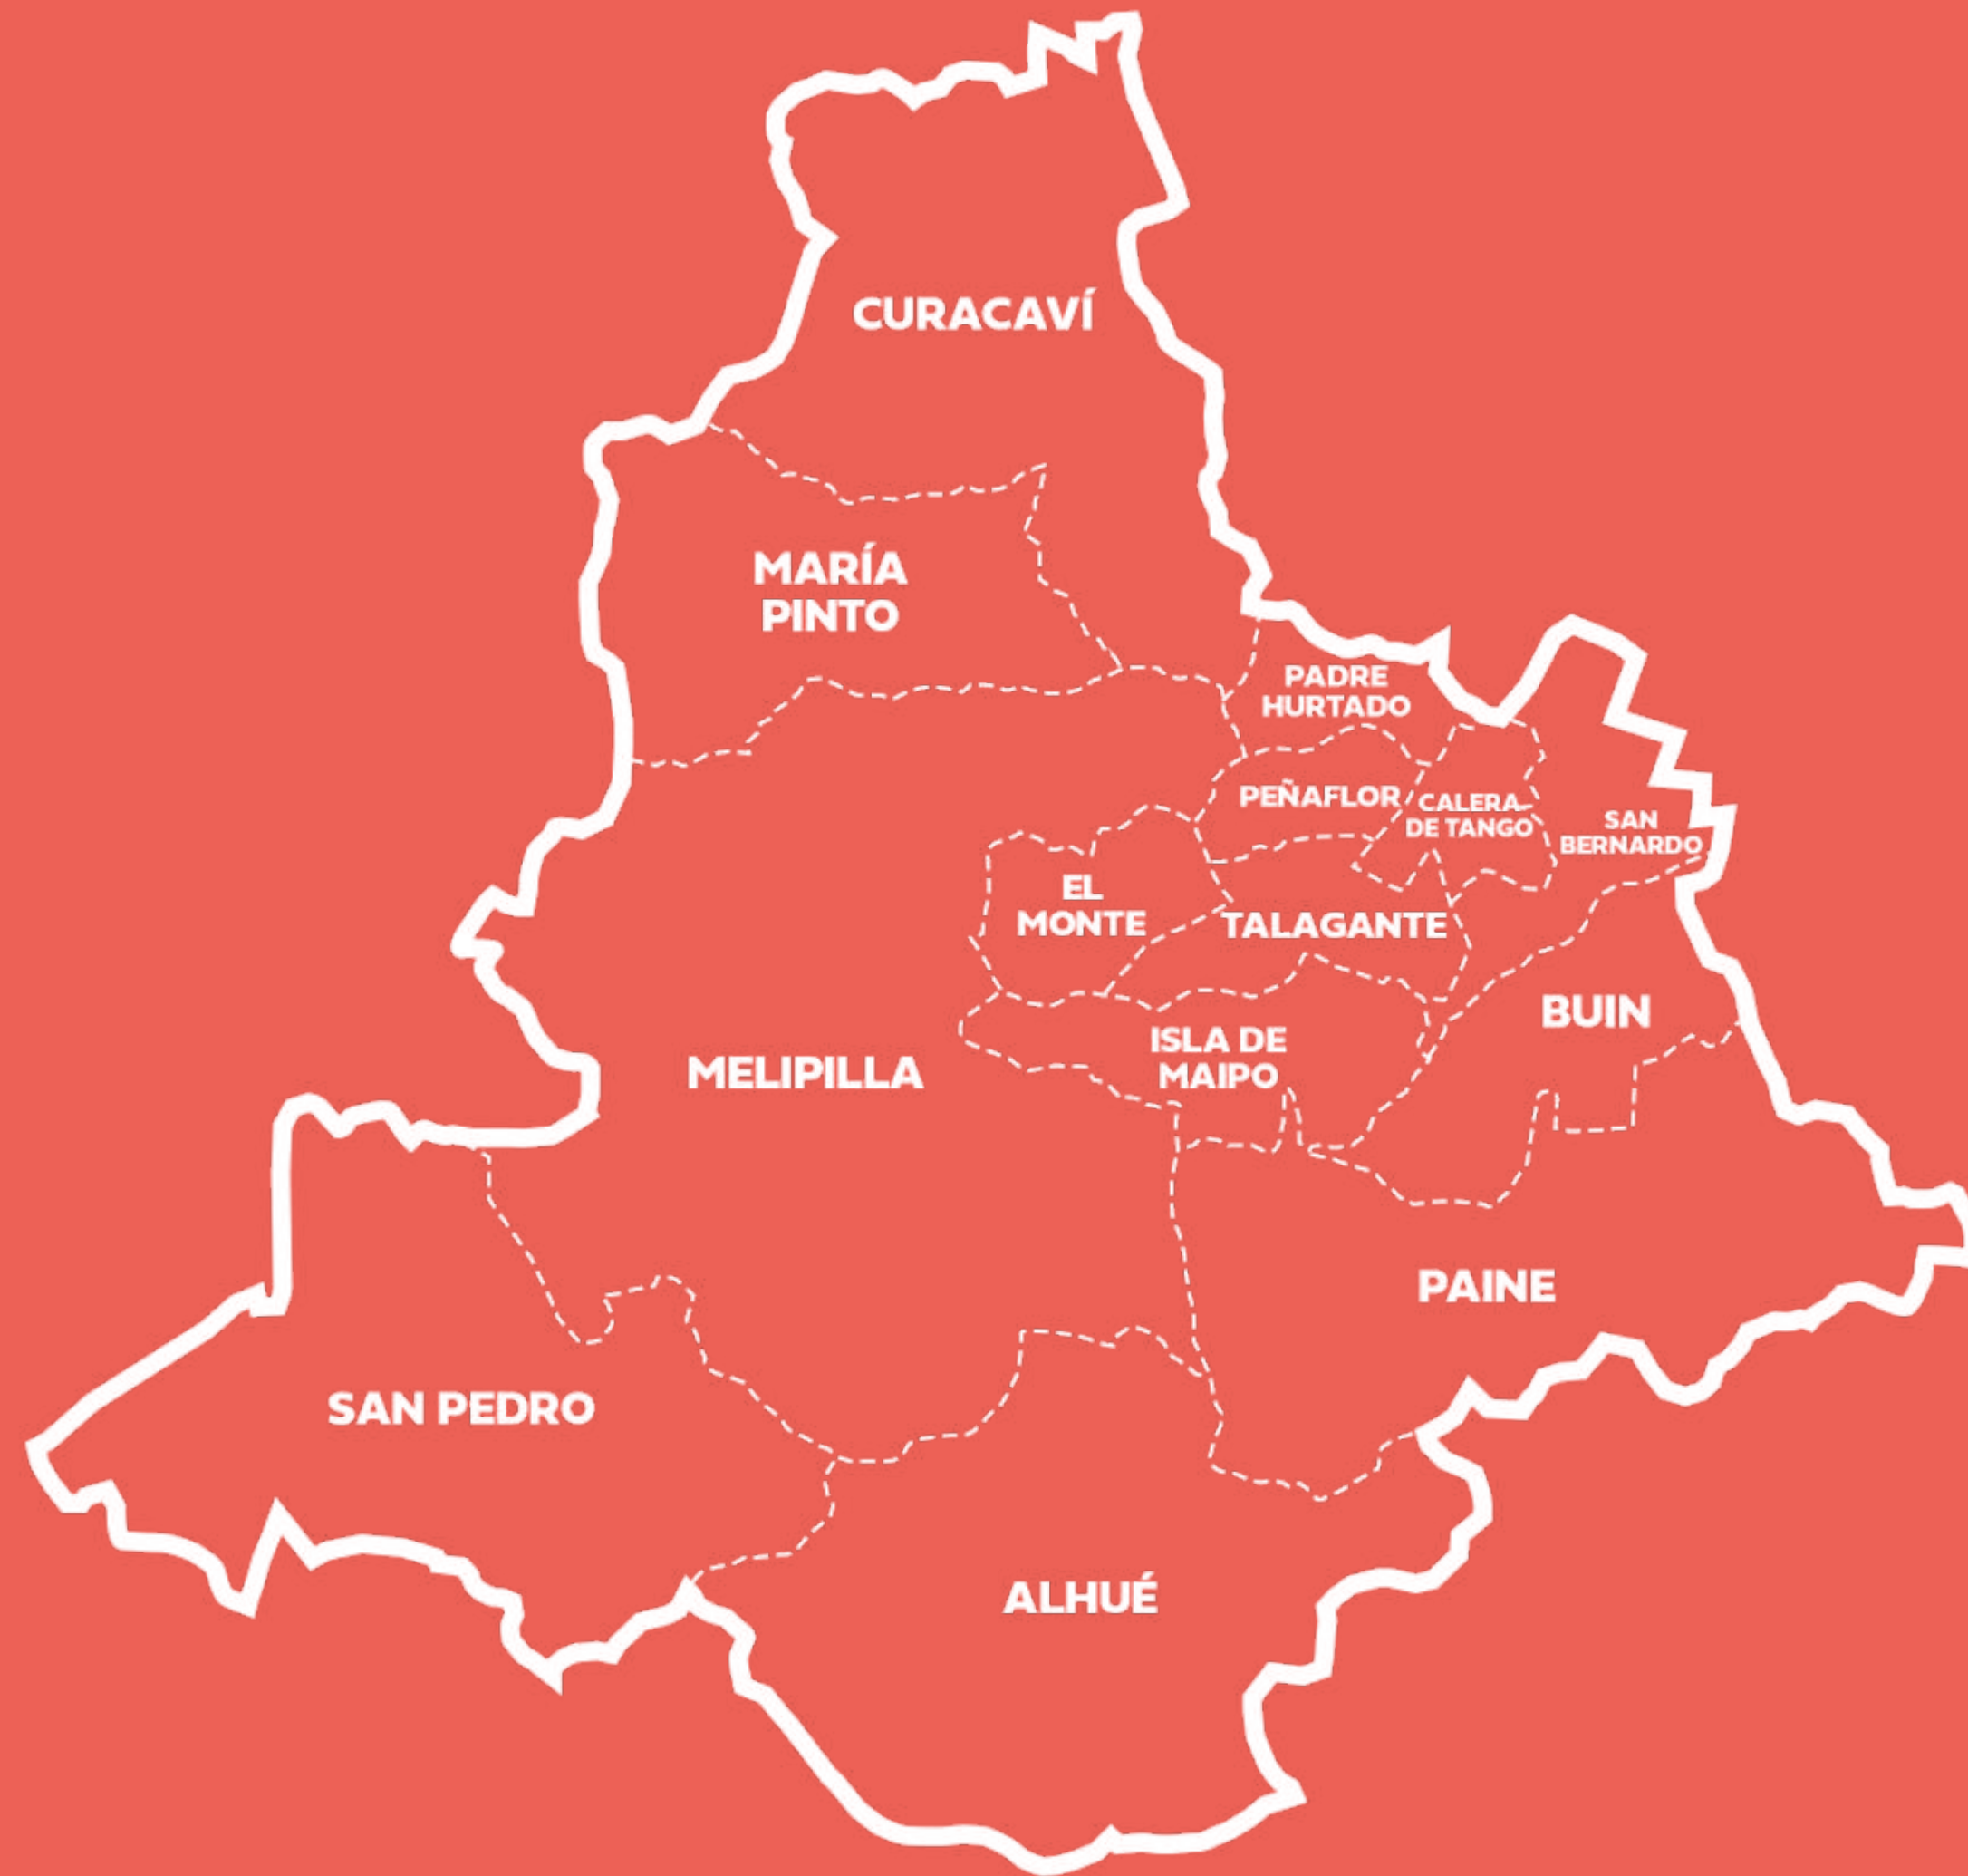 CURACAVÍ
MARÍA
PINTO
PADRE
HURTADO
PEÑAFLOR
CALERA
DE TANGO
SAN
BERNARDO
EL
MONTE
TALAGANTE
BUIN
ISLA DE
MAIPO
MELIPILLA
PAINE
SAN PEDRO
ALHUÉ